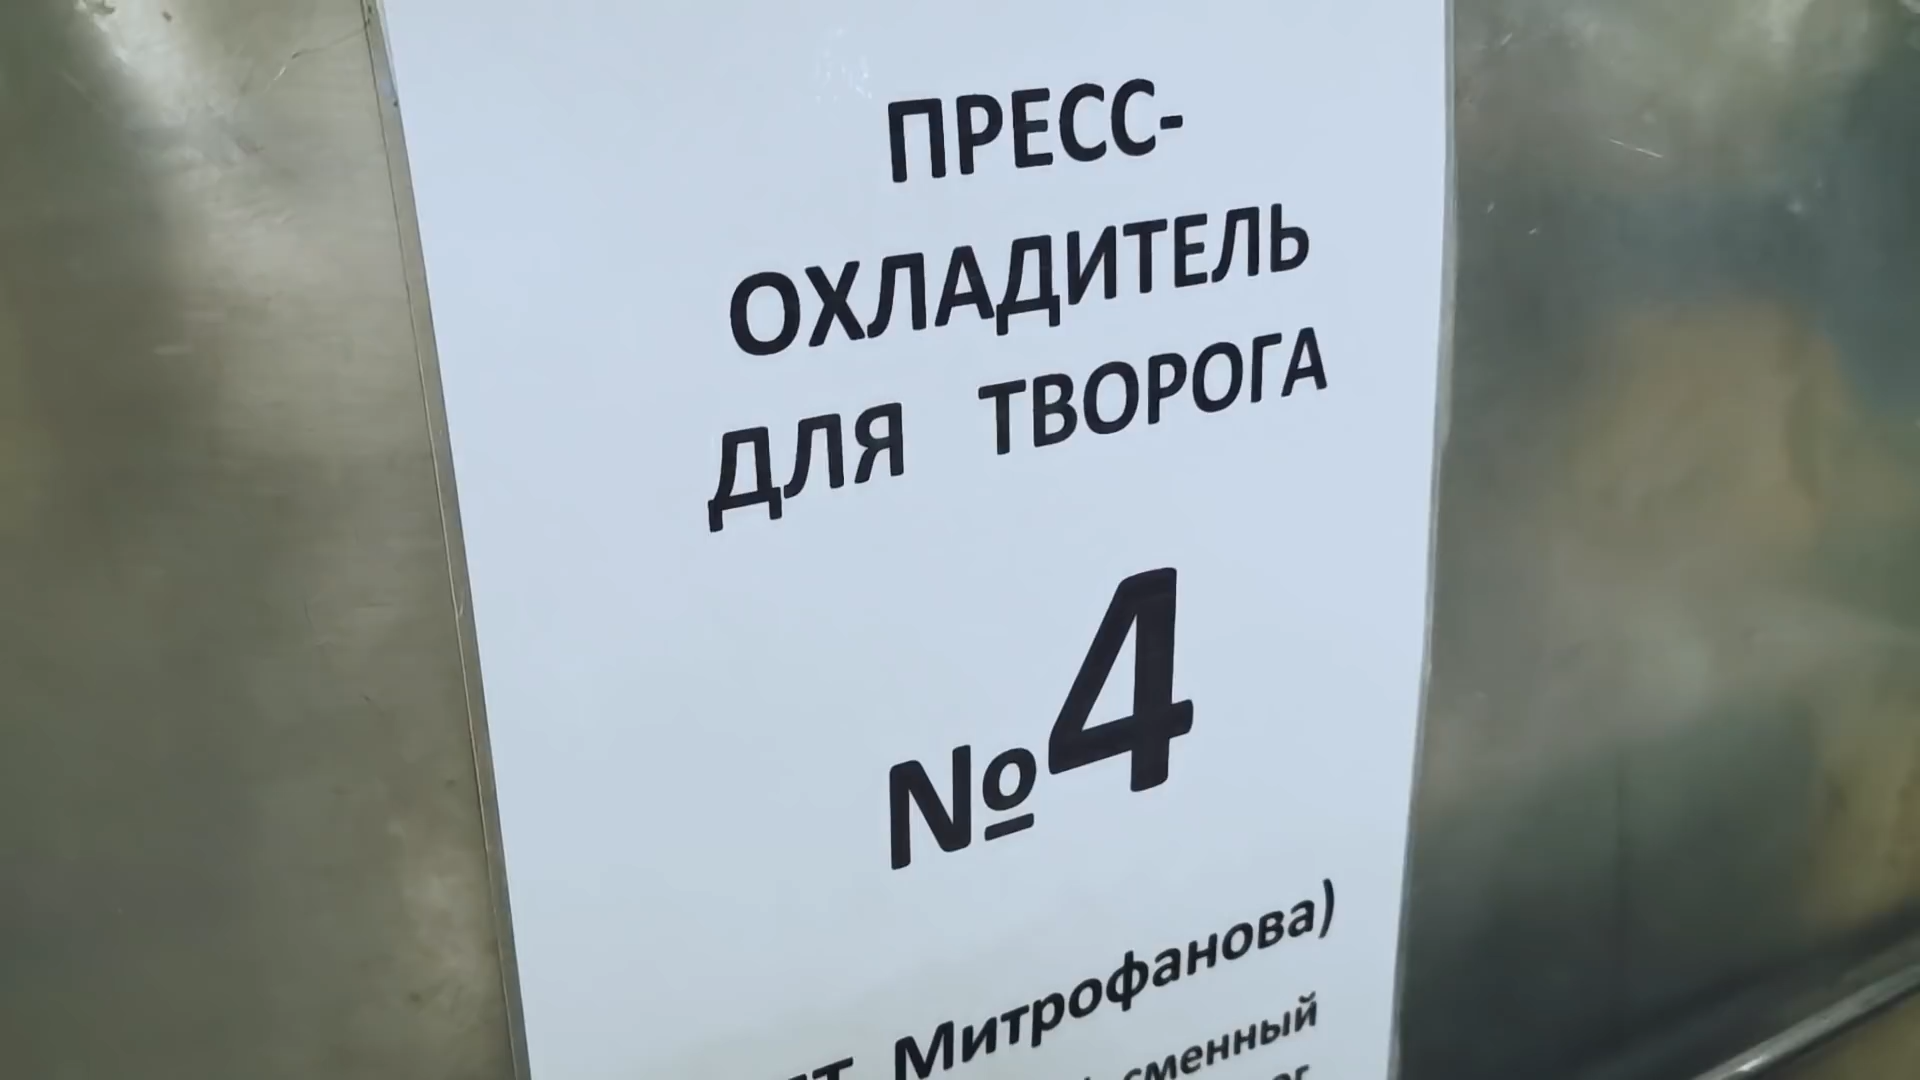 ПРЕСС-
ОХЛАДИТЕЛЬ
ДЛЯ ТВОРОГА
№4
Митрофанова)
сменный